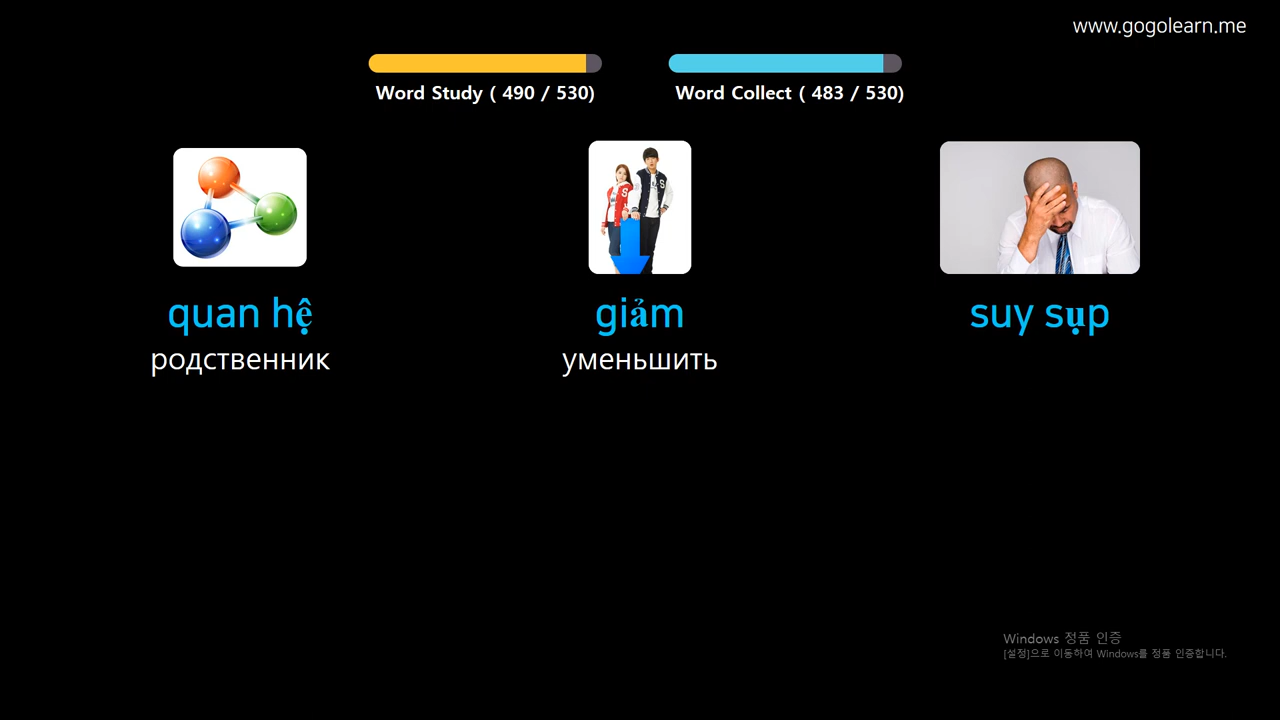 www.gogolearn.me
Word Study ( 490 / 530)
Word Collect ( 483 / 530)
quan hệ
родственник
giảm
уменьшить
suy sụp
Windows 정품 인증
[설정]으로 이동하여 Windows를 정품 인증합니다.